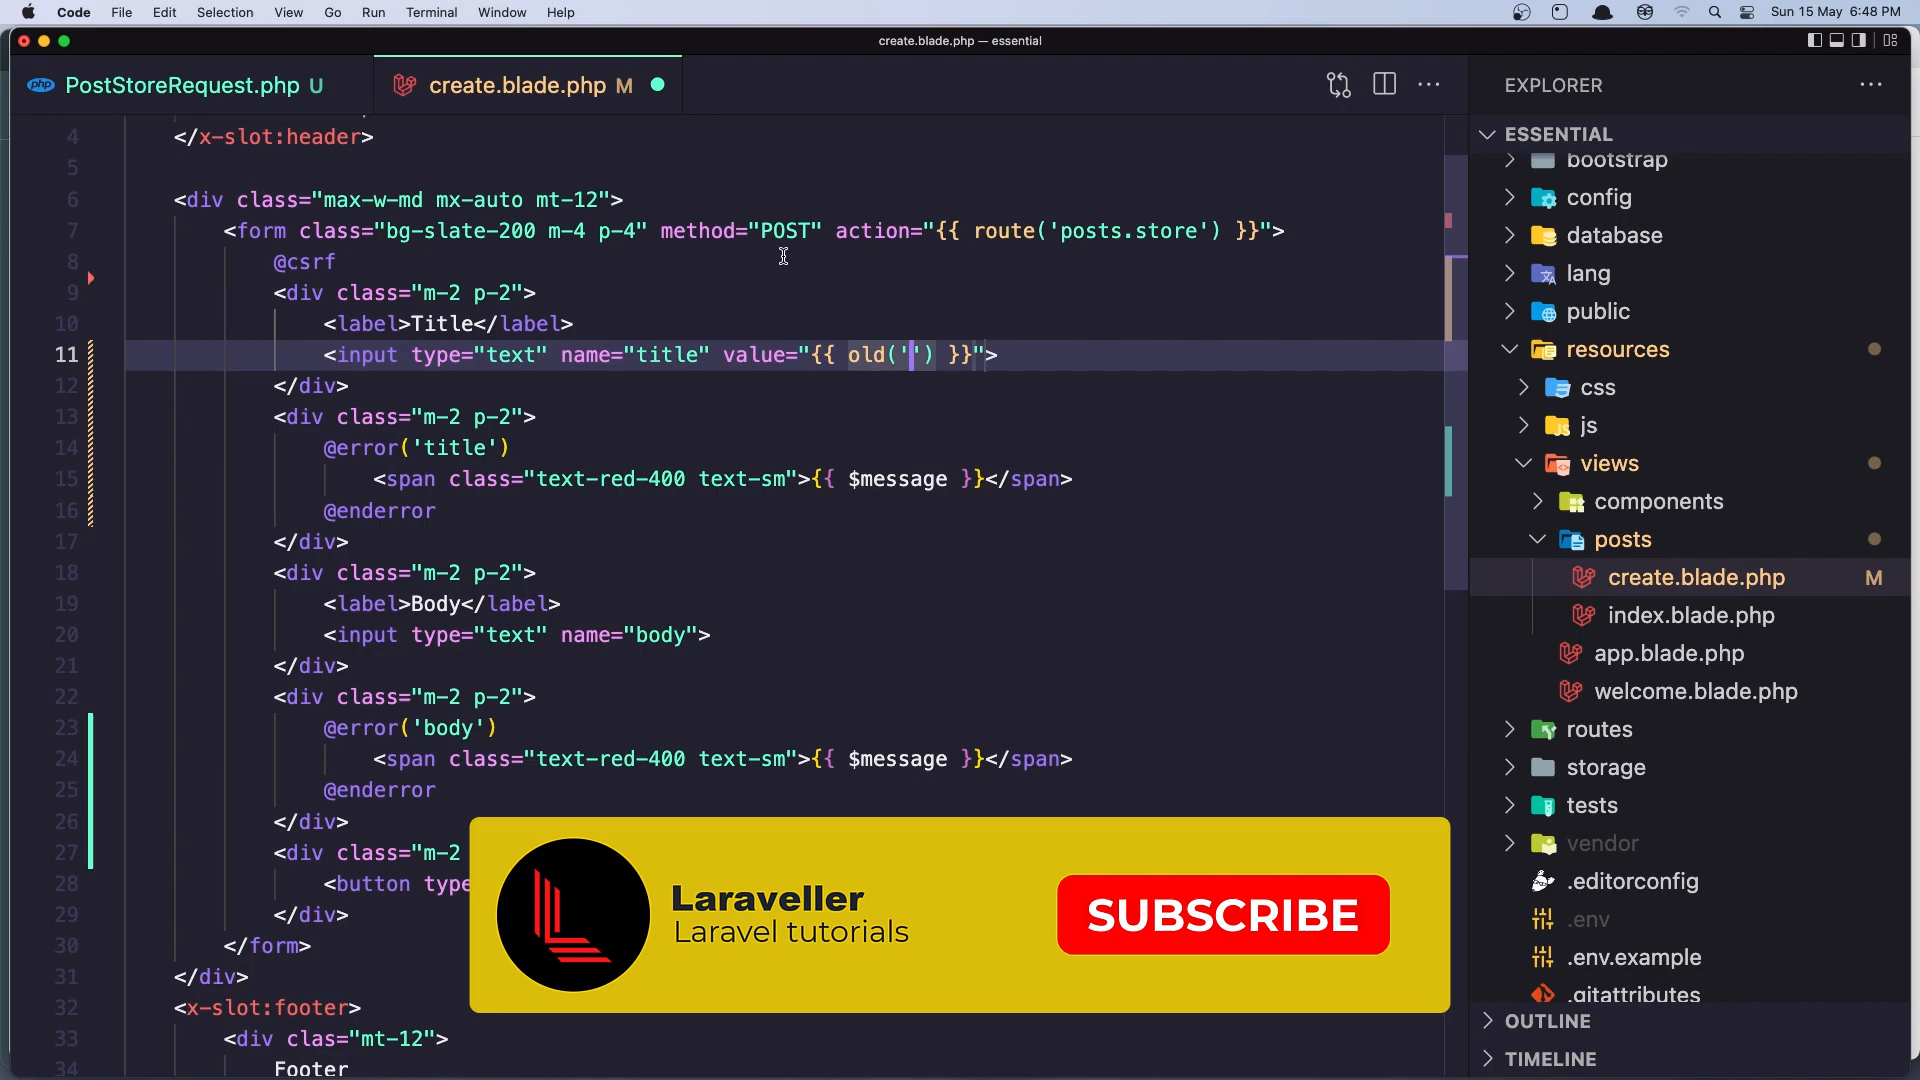 Code File Edit Selection View Go Run Terminal Window Help Sun 15 May 6:48 PM
create.blade.php — essential
php PostStoreRequest.php U create.blade.php M
EXPLORER
4 </x-slot:header>
5
6 <div class="max-w-md mx-auto mt-12">
7 <form class="bg-slate-200 m-4 p-4" method="POST" action="{{ route('posts.store') }}">
8 @csrf
9 <div class="m-2 p-2">
10 <label>Title</label>
11 <input type="text" name="title" value="{{ old('') }}">
12 </div>
13 <div class="m-2 p-2">
14 @error('title')
15 <span class="text-red-400 text-sm">{{ $message }}</span>
16 @enderror
17 </div>
18 <div class="m-2 p-2">
19 <label>Body</label>
20 <input type="text" name="body">
21 </div>
22 <div class="m-2 p-2">
23 @error('body')
24 <span class="text-red-400 text-sm">{{ $message }}</span>
25 @enderror
26 </div>
27 <div class="m-2
28 <button type
29 </div>
30 </form>
31 </div>
32 <x-slot:footer>
33 <div clas="mt-12">
34 Footer
Laraveller
Laravel tutorials
SUBSCRIBE
ESSENTIAL
bootstrap
config
database
lang
public
resources
css
js
views
components
posts
create.blade.php M
index.blade.php
app.blade.php
welcome.blade.php
routes
storage
tests
vendor
.editorconfig
.env
.env.example
.gitattributes
OUTLINE
TIMELINE